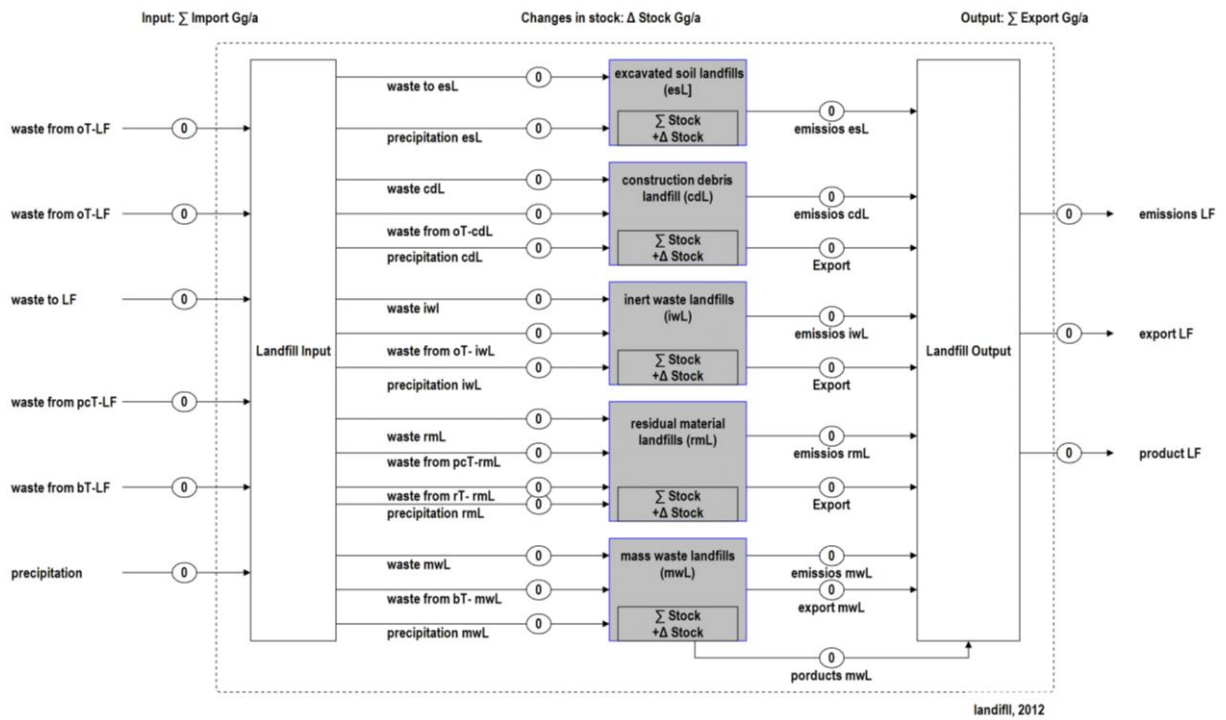 Input: ∑ Import Gg/a
Changes in stock: Δ Stock Gg/a
Output: ∑ Export Gg/a
waste from oT-LF
0
waste from oT-LF
0
waste to LF
0
waste from pcT-LF
0
waste from bT-LF
0
precipitation
0
Landfill Input
waste to esL
0
precipitation esL
0
waste cdL
0
waste from oT-cdL
0
precipitation cdL
0
waste iwl
0
waste from oT- iwL
0
precipitation iwL
0
waste rmL
0
waste from pcT-rmL
0
waste from rT- rmL
0
precipitation rmL
0
waste mwL
0
waste from bT- mwL
0
precipitation mwL
0
excavated soil landfills
(esL]
∑ Stock
+Δ Stock
construction debris
landfill (cdL)
∑ Stock
+Δ Stock
inert waste landfills
(iwL)
∑ Stock
+Δ Stock
residual material
landfills (rmL)
∑ Stock
+Δ Stock
mass waste landfills
(mwL)
∑ Stock
+Δ Stock
0
emissios esL
0
emissios cdL
0
Export
0
emissios iwL
0
Export
0
emissios rmL
0
Export
0
emissios mwL
0
export mwL
0
porducts mwL
Landfill Output
0
emissions LF
0
export LF
0
product LF
landifll, 2012